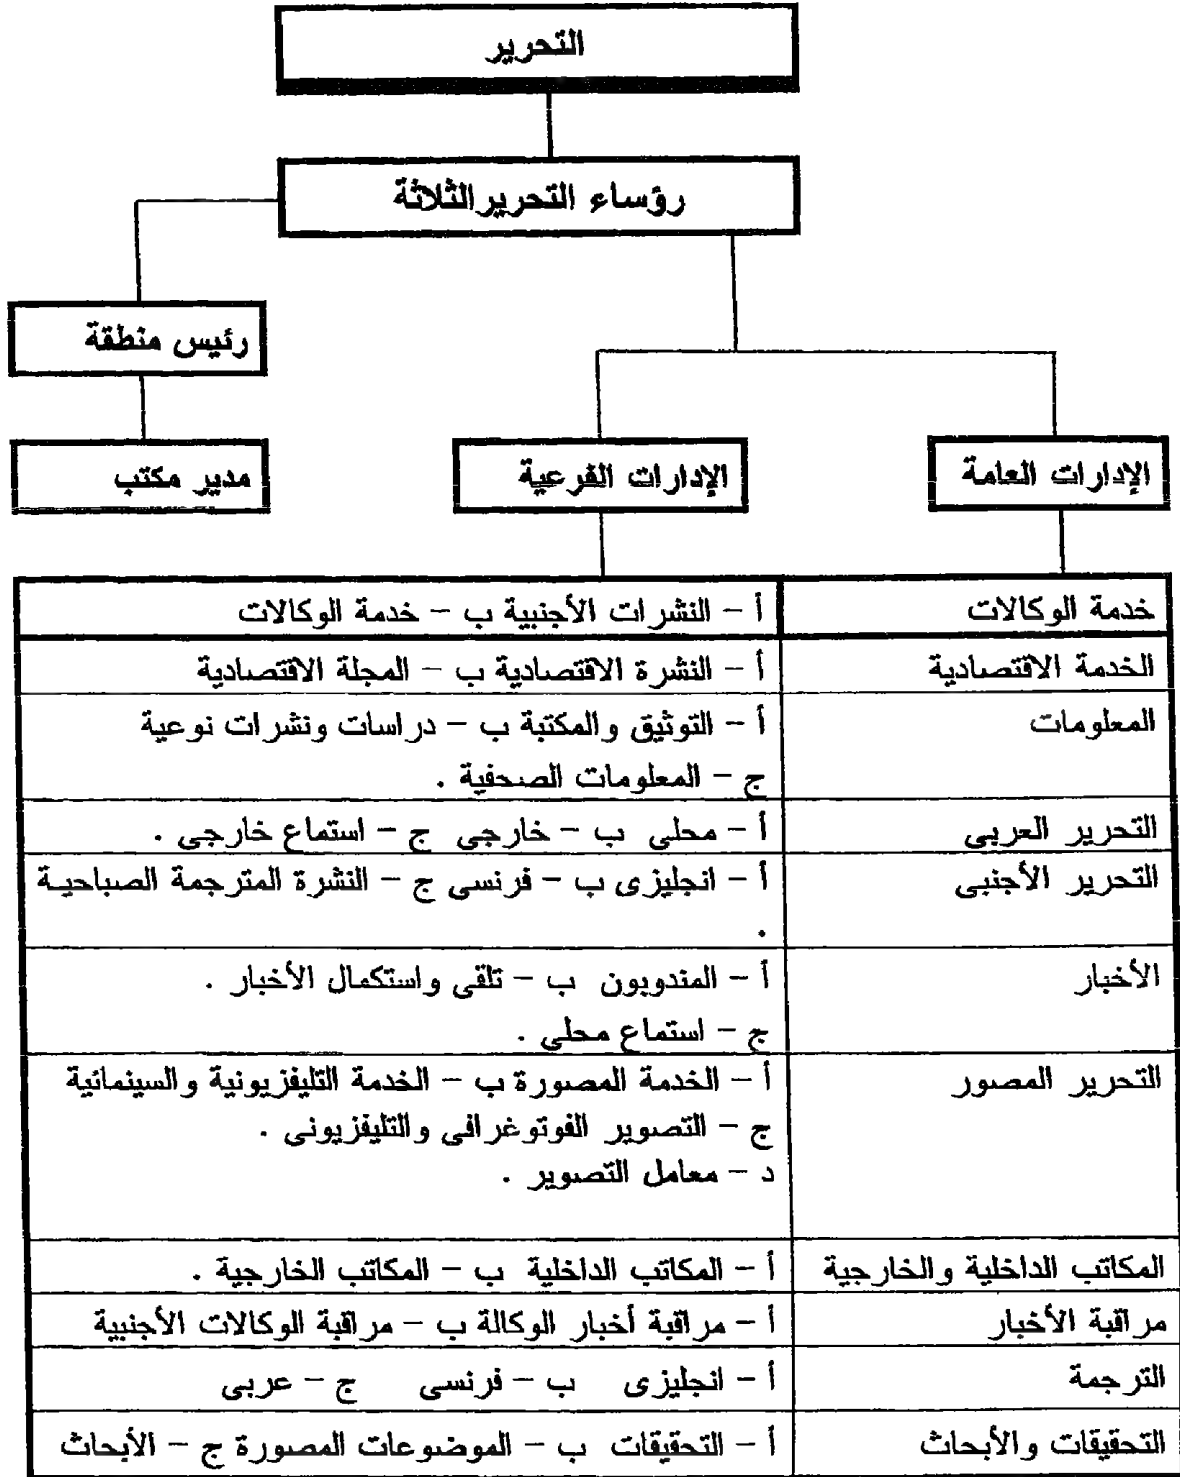 التحرير
رؤساء التحرير الثلاثة
رئيس منطقة
مدير مكتب
الإدارات العامة
الإدارات الفرعية
خدمة الوكالات
أ – النشرات الأجنبية ب – خدمة الوكالات
الخدمة الاقتصادية
أ – النشرة الاقتصادية ب – المجلة الاقتصادية
المعلومات
أ – التوثيق والمكتبة ب – دراسات ونشرات نوعية
ج – المعلومات الصحفية .
التحرير العربى
أ – محلى ب – خارجى ج – استماع خارجى .
التحرير الأجنبى
أ – انجليزى ب – فرنسى ج – النشرة المترجمة الصباحية
.
الأخبار
أ – المندوبون ب – تلقى واستكمال الأخبار .
ج – استماع محلى .
التحرير المصور
أ – الخدمة المصورة ب – الخدمة التليفزيونية والسينمائية
ج – التصوير الفوتوغرافى والتليفزيونى .
د – معامل التصوير .
المكاتب الداخلية والخارجية
أ – المكاتب الداخلية ب – المكاتب الخارجية .
مراقبة الأخبار
أ – مراقبة أخبار الوكالة ب – مراقبة الوكالات الأجنبية
الترجمة
أ – انجليزى ب – فرنسى ج – عربى
التحقيقات والأبحاث
أ – التحقيقات ب – الموضوعات المصورة ج – الأبحاث